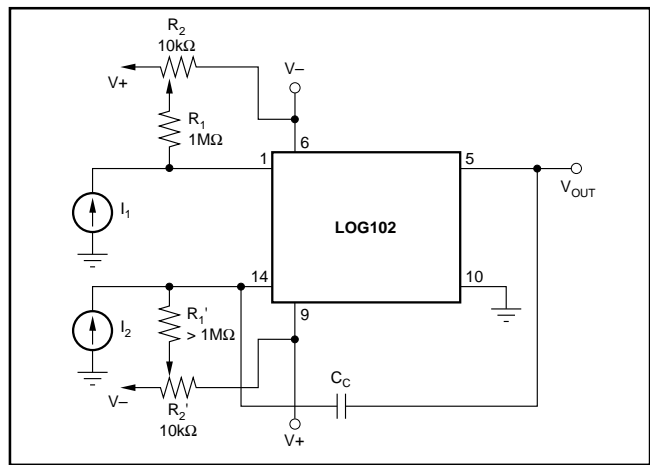 R2
10kΩ
V+
V–
R1
1MΩ
6
1
5
VOUT
I1
LOG102
14
10
I2
R1'
> 1MΩ
9
V–
R2'
10kΩ
CC
V+